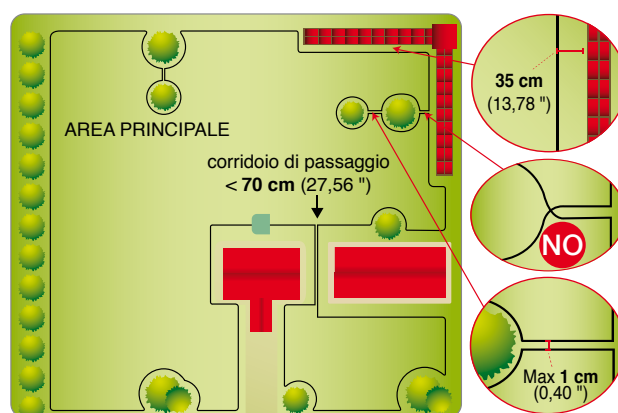 AREA PRINCIPALE
corridoio di passaggio
< 70 cm (27,56 ")
35 cm
(13,78 ")
NO
Max 1 cm
(0,40 ")